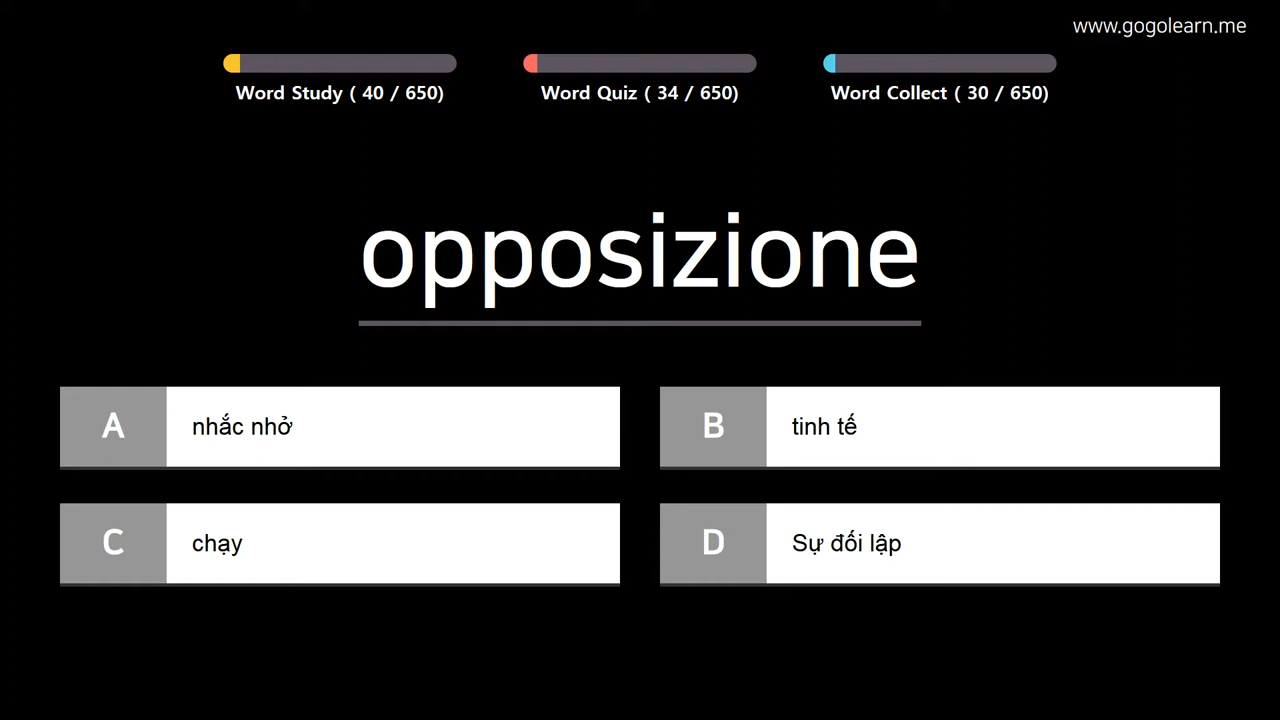 www.gogolearn.me
Word Study ( 40 / 650)
Word Quiz ( 34 / 650)
Word Collect ( 30 / 650)
opposizione
A nhắc nhở
B tinh tế
C chạy
D Sự đối lập